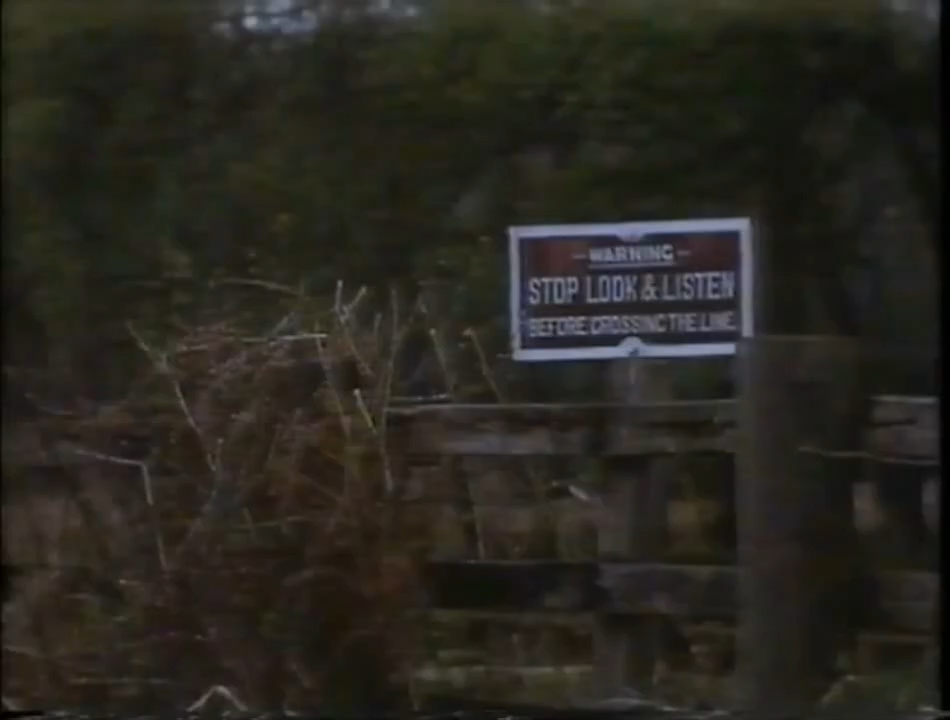 - WARNING -
STOP LOOK & LISTEN
BEFORE CROSSING THE LINE